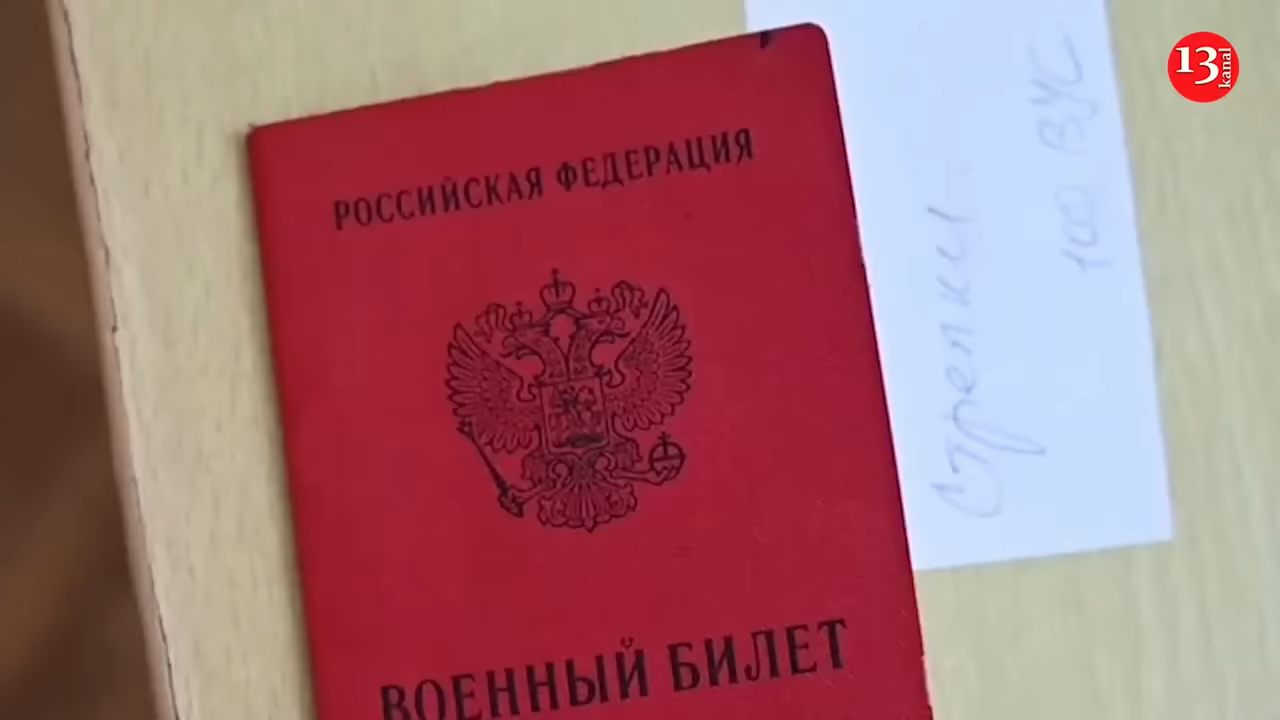 РОССИЙСКАЯ ФЕДЕРАЦИЯ
ВОЕННЫЙ БИЛЕТ
Стрелки
100 ВУС
13 kanal